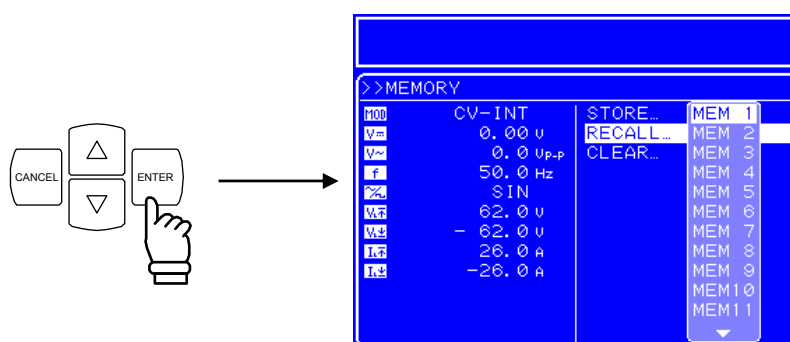 CANCEL
ENTER
>>MEMORY
MOD CV-INT STORE… MEM 1
V= 0.00 V RECALL… MEM 2
V~ 0.0 Vp-p CLEAR… MEM 3
f 50.0 Hz MEM 4
SIN MEM 5
V 62.0 V MEM 6
V - 62.0 V MEM 7
I 26.0 A MEM 8
I -26.0 A MEM 9
MEM10
MEM11